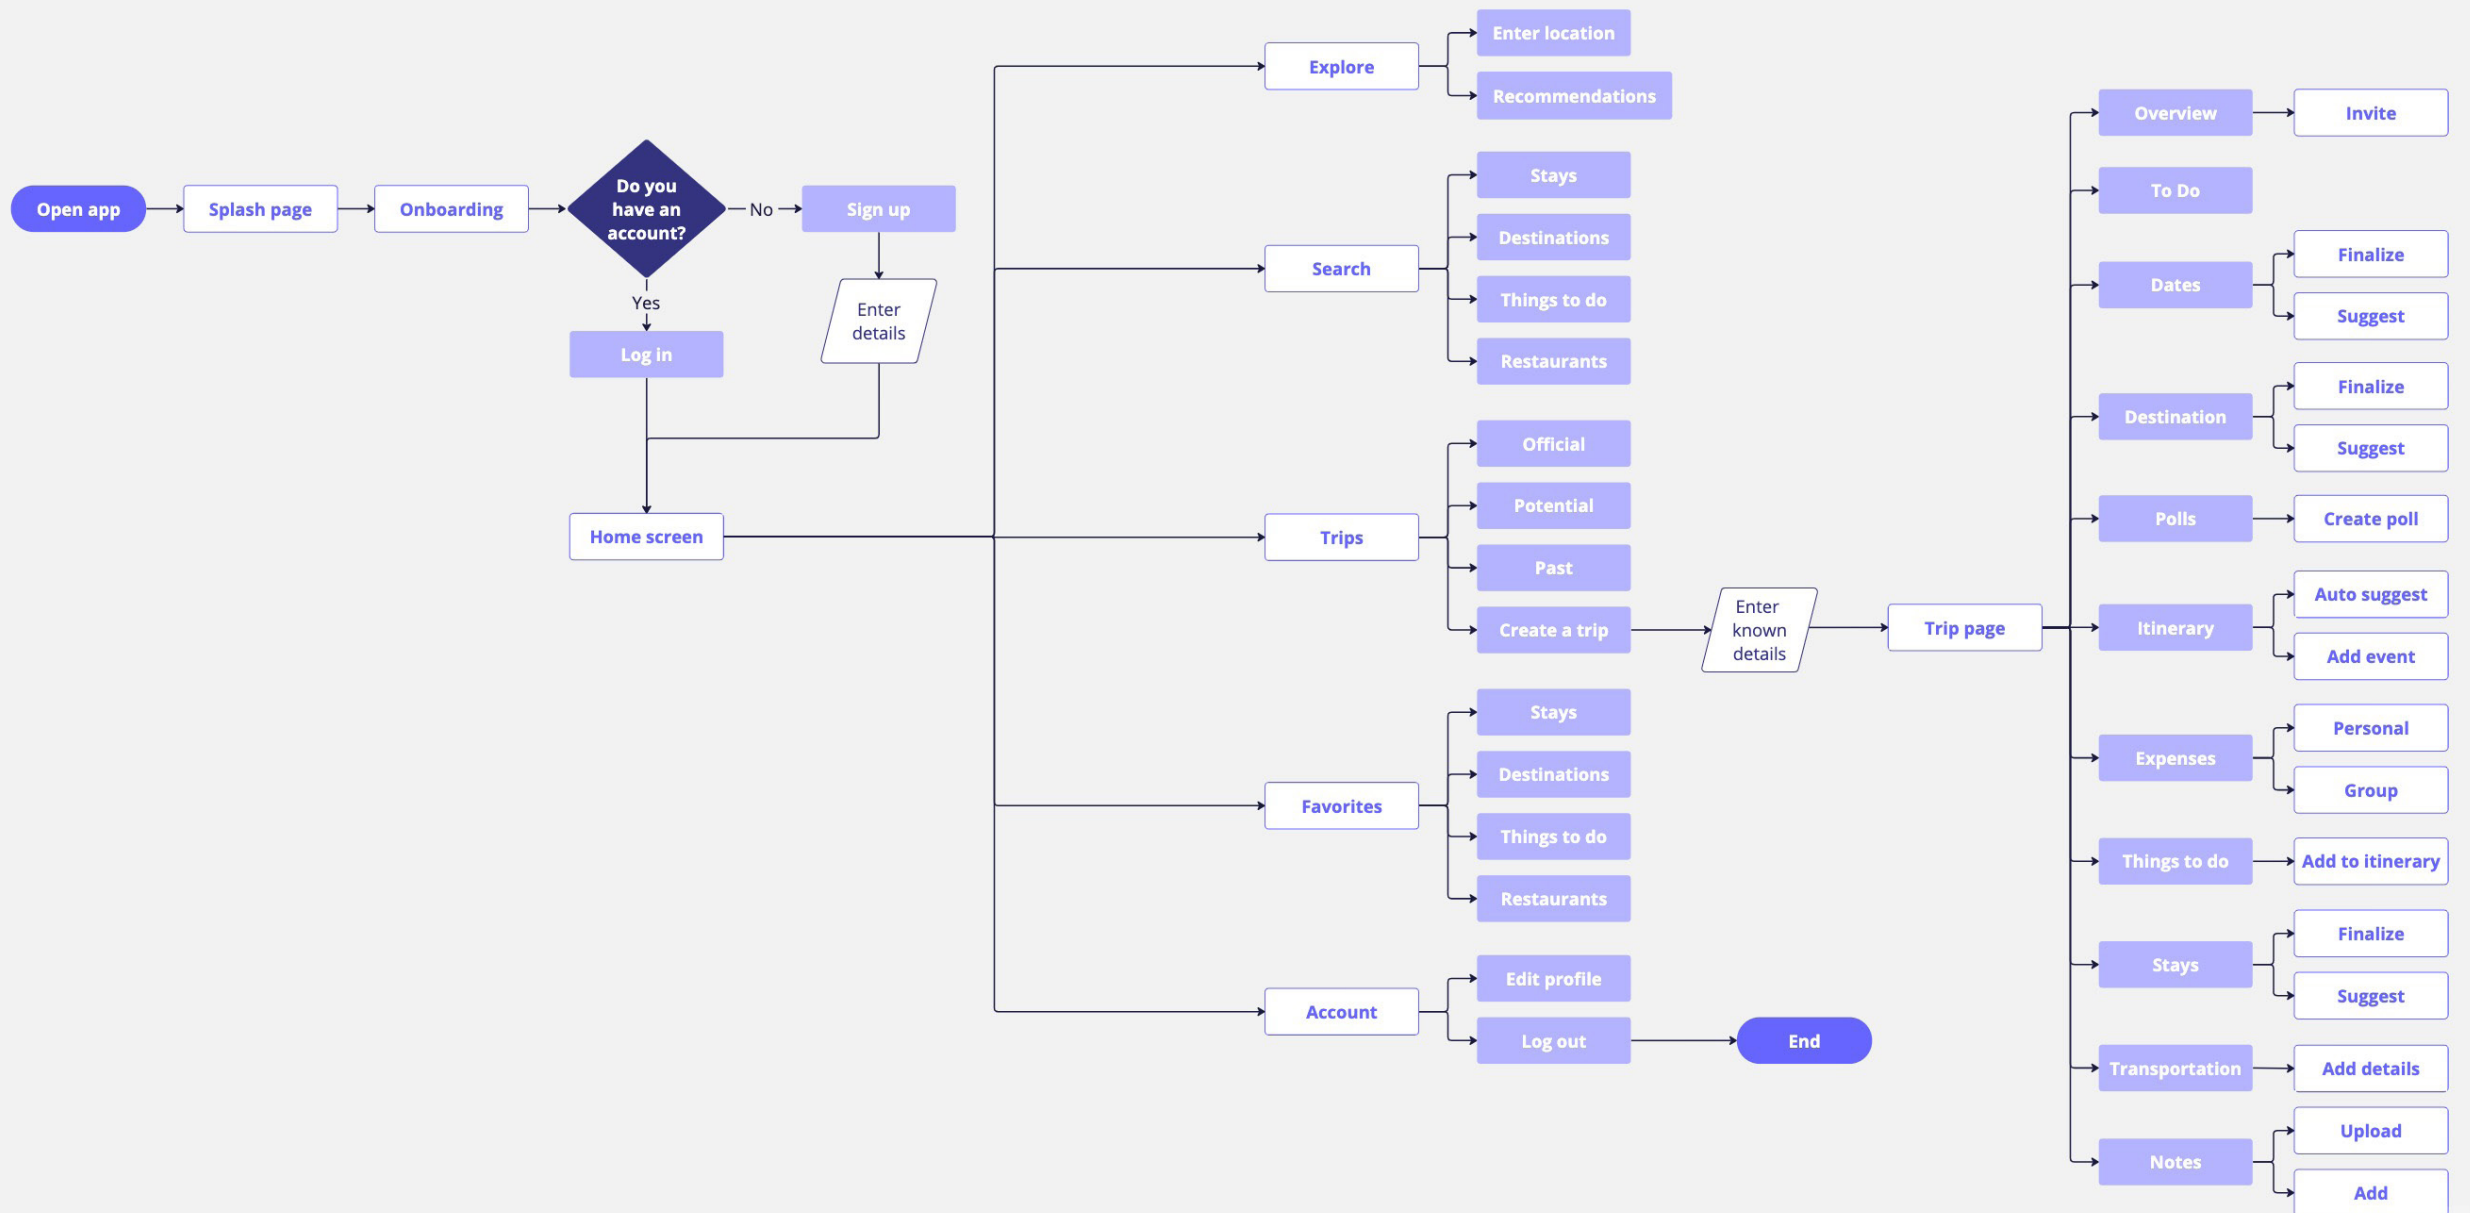 Open app
Splash page
Onboarding
Do you
have an
account?
No
Sign up
Yes
Enter
details
Log in
Home screen
Explore
Enter location
Recommendations
Search
Stays
Destinations
Things to do
Restaurants
Trips
Official
Potential
Past
Create a trip
Enter
known
details
Trip page
Favorites
Stays
Destinations
Things to do
Restaurants
Account
Edit profile
Log out
End
Overview
Invite
To Do
Dates
Finalize
Suggest
Destination
Finalize
Suggest
Polls
Create poll
Itinerary
Auto suggest
Add event
Expenses
Personal
Group
Things to do
Add to itinerary
Stays
Finalize
Suggest
Transportation
Add details
Notes
Upload
Add